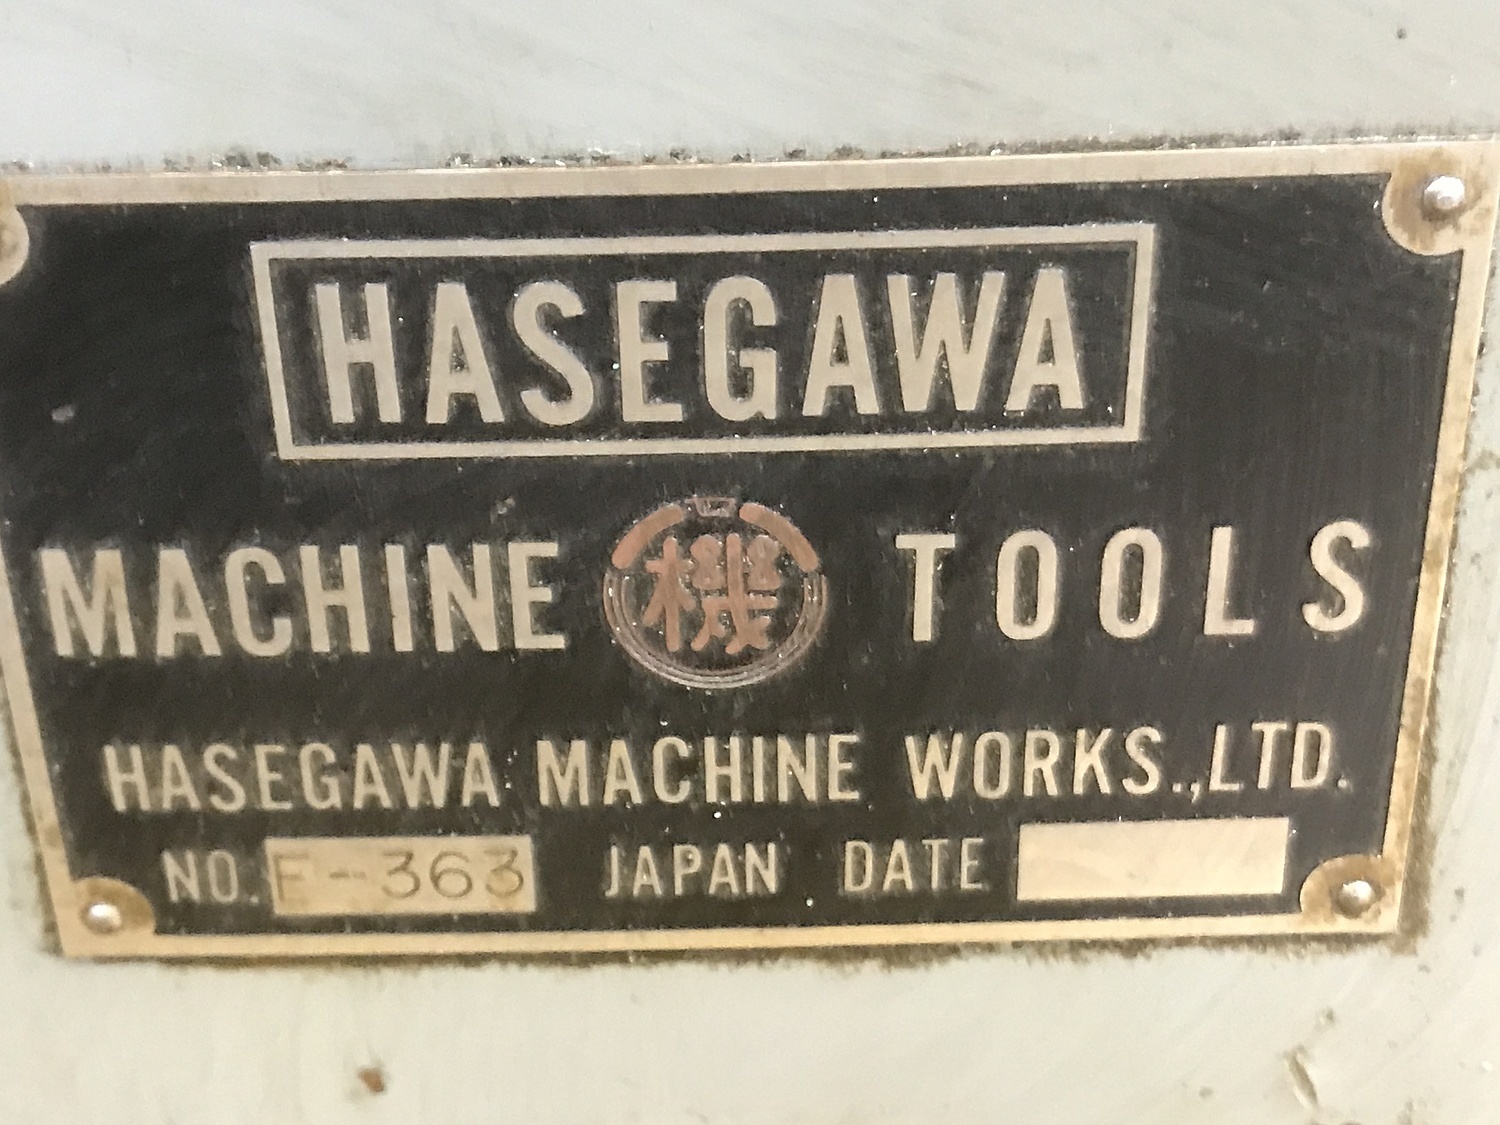 HASEGAWA
MACHINE 機 TOOLS
HASEGAWA MACHINE WORKS.,LTD.
NO. F-363 JAPAN DATE